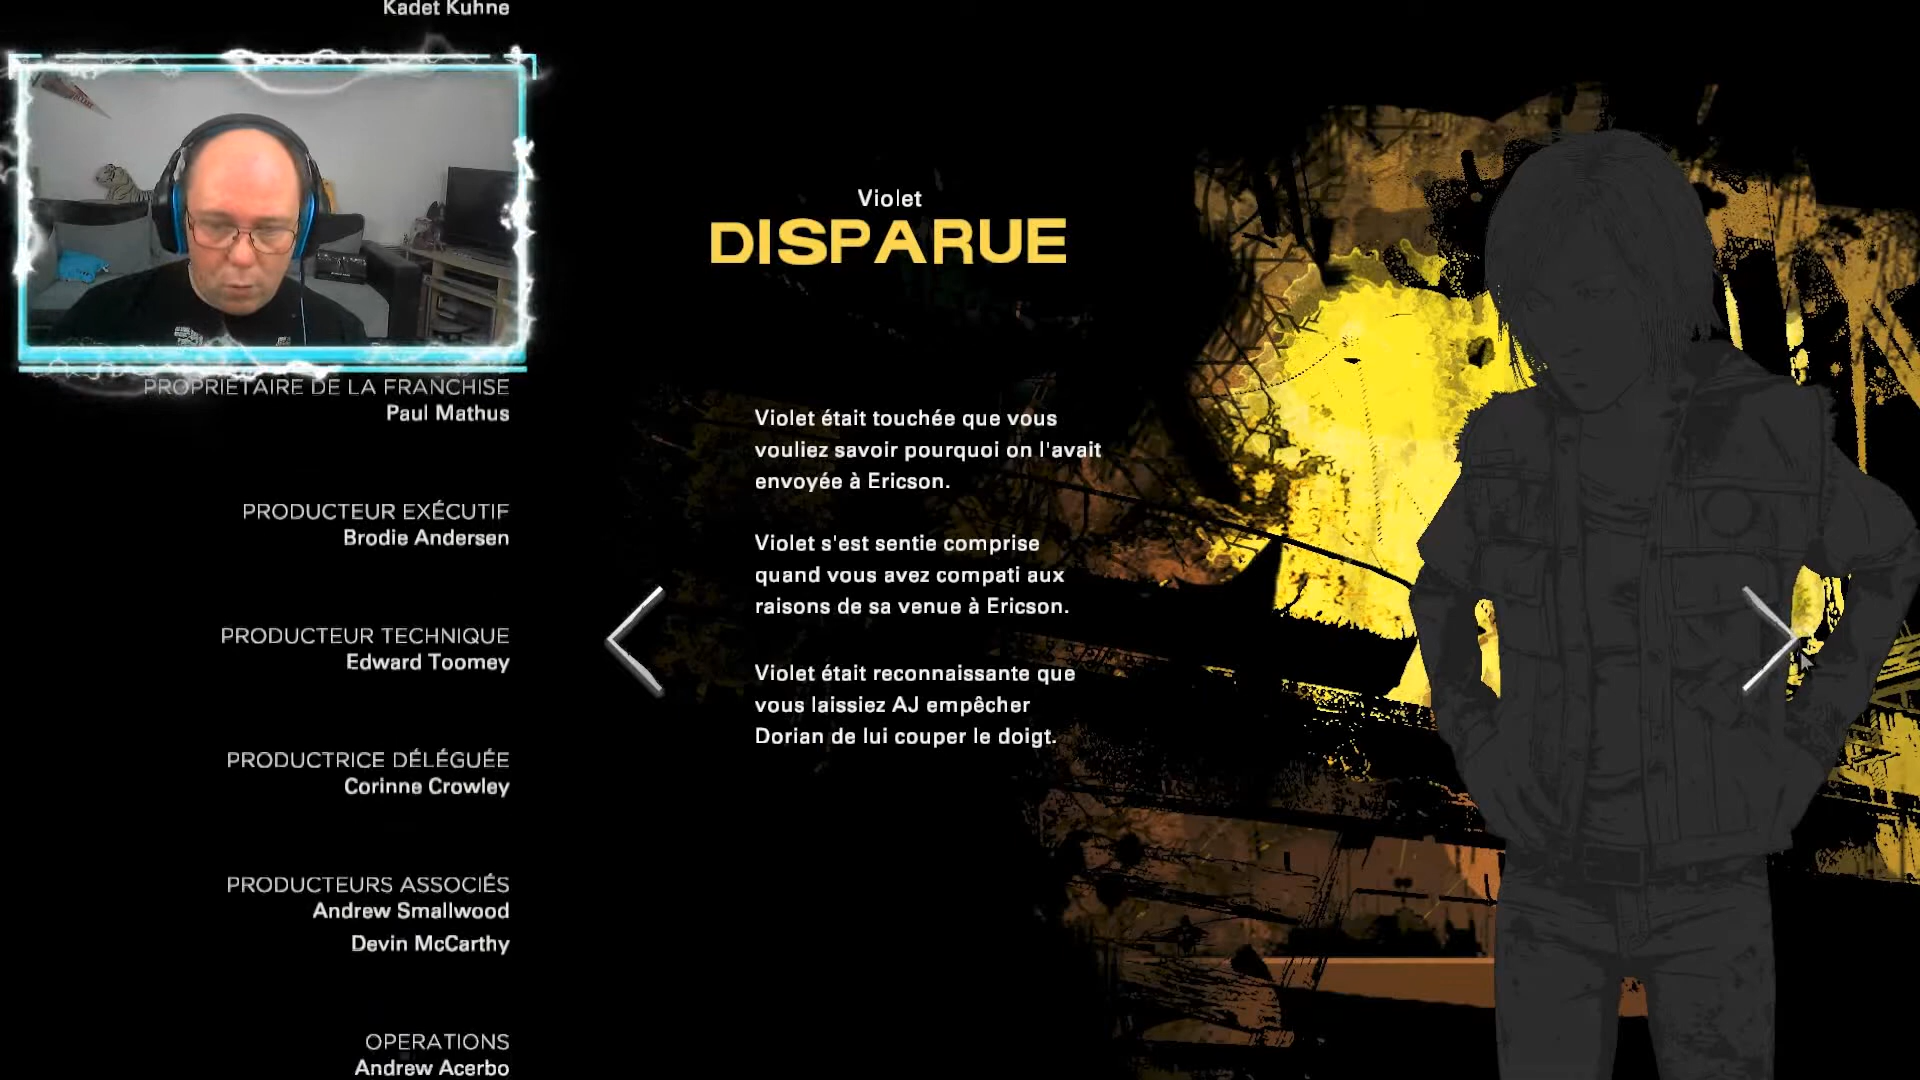 Kadet Kuhne
PROPRIÉTAIRE DE LA FRANCHISE
Paul Mathus
PRODUCTEUR EXÉCUTIF
Brodie Andersen
PRODUCTEUR TECHNIQUE
Edward Toomey
PRODUCTRICE DÉLÉGUÉE
Corinne Crowley
PRODUCTEURS ASSOCIÉS
Andrew Smallwood
Devin McCarthy
OPERATIONS
Andrew Acerbo
Violet
DISPARUE
Violet était touchée que vous
vouliez savoir pourquoi on l'avait
envoyée à Ericson.
Violet s'est sentie comprise
quand vous avez compati aux
raisons de sa venue à Ericson.
Violet était reconnaissante que
vous laissiez AJ empêcher
Dorian de lui couper le doigt.